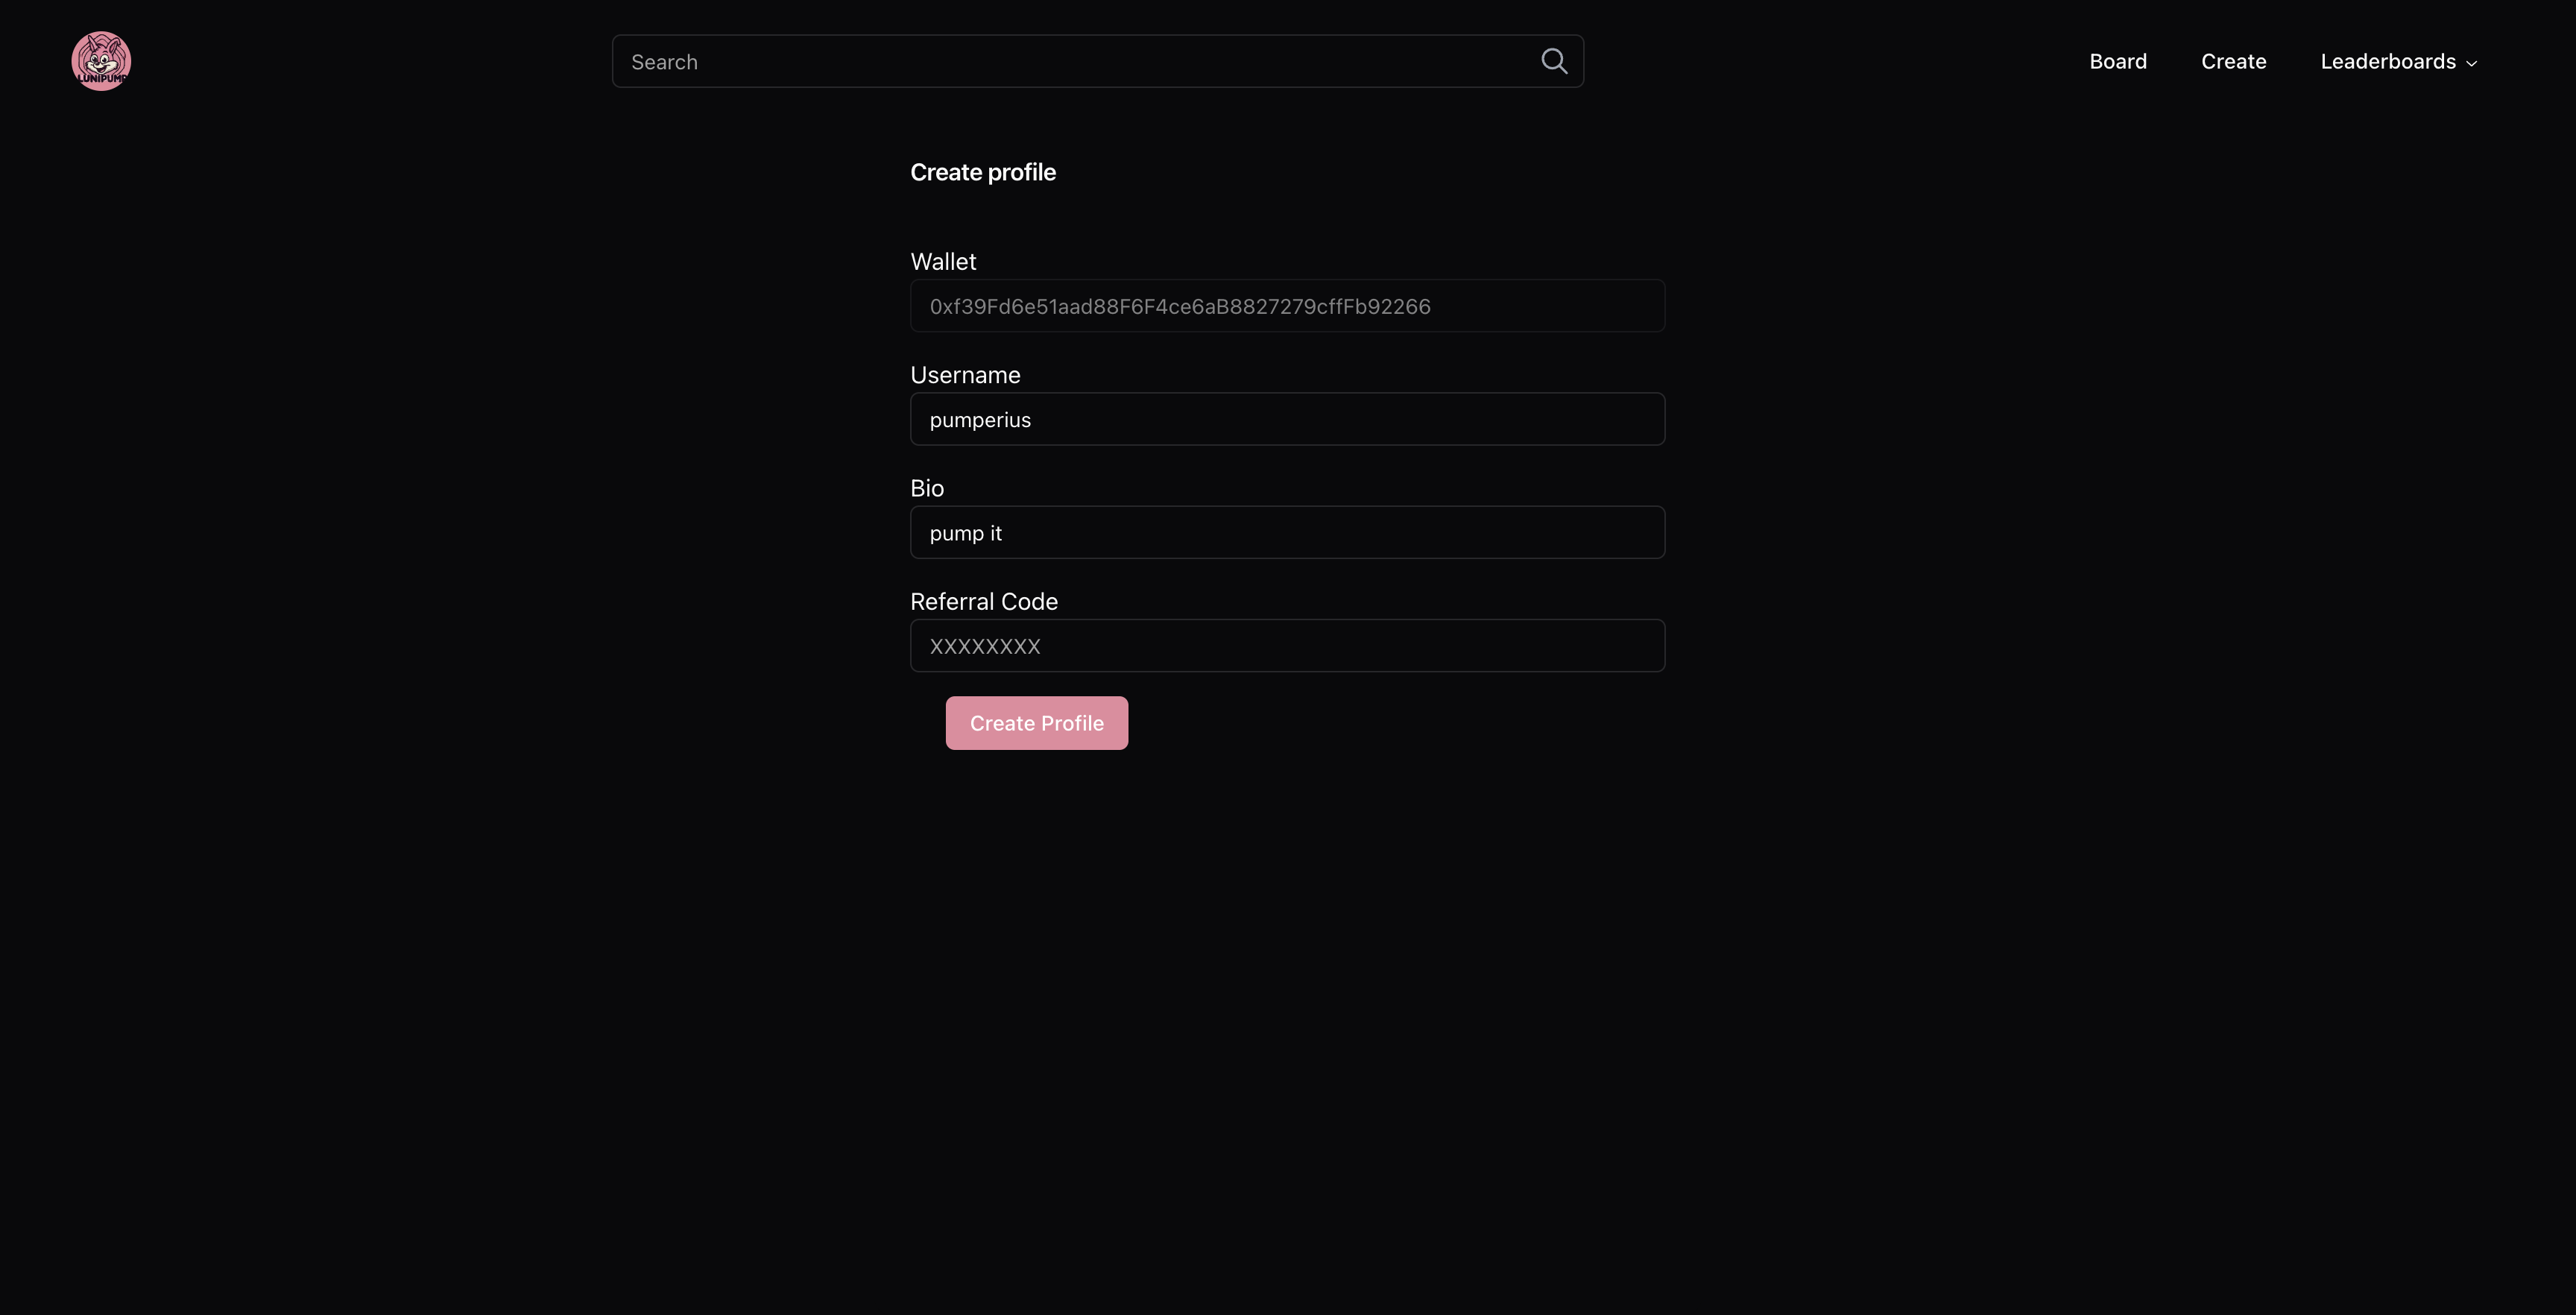 LUNIPUMP
Search
Board
Create
Leaderboards
Create profile
Wallet
0xf39Fd6e51aad88F6F4ce6aB8827279cffFb92266
Username
pumperius
Bio
pump it
Referral Code
XXXXXXXX
Create Profile